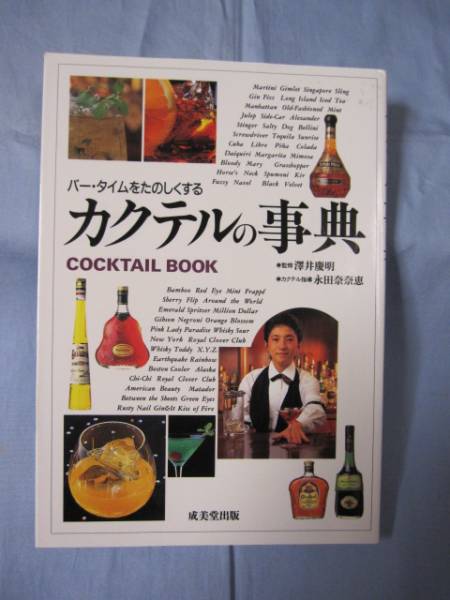 Martini Gimlet Singapore Sling
Gin Fizz Long Island Iced Tea
Manhattan Old-Fashioned Mint
Julep Side-Car Alexander
Stinger Salty Dog Bellini
Screwdriver Tequila Sunrise
Cuba Libre Piña Colada
Daiquiri Margarita Mimosa
Bloody Mary Grasshopper
Horse's Neck Spumoni Kir
Fuzzy Navel Black Velvet
バー・タイムをたのしくする
カクテルの事典
COCKTAIL BOOK
●監修 澤井慶明
●カクテル指導 永田奈奈恵
Bamboo Red Eye Mint Frappé
Sherry Flip Around the World
Emerald Spritzer Million Dollar
Gibson Negroni Orange Blossom
Pink Lady Paradise Whisky Sour
New York Royal Clover Club
Whisky Toddy X.Y.Z.
Earthquake Rainbow
Boston Cooler Alaska
Chi-Chi Royal Clover Club
American Beauty Matador
Between the Sheets Green Eyes
Rusty Nail Gin&It Kiss of Fire
成美堂出版